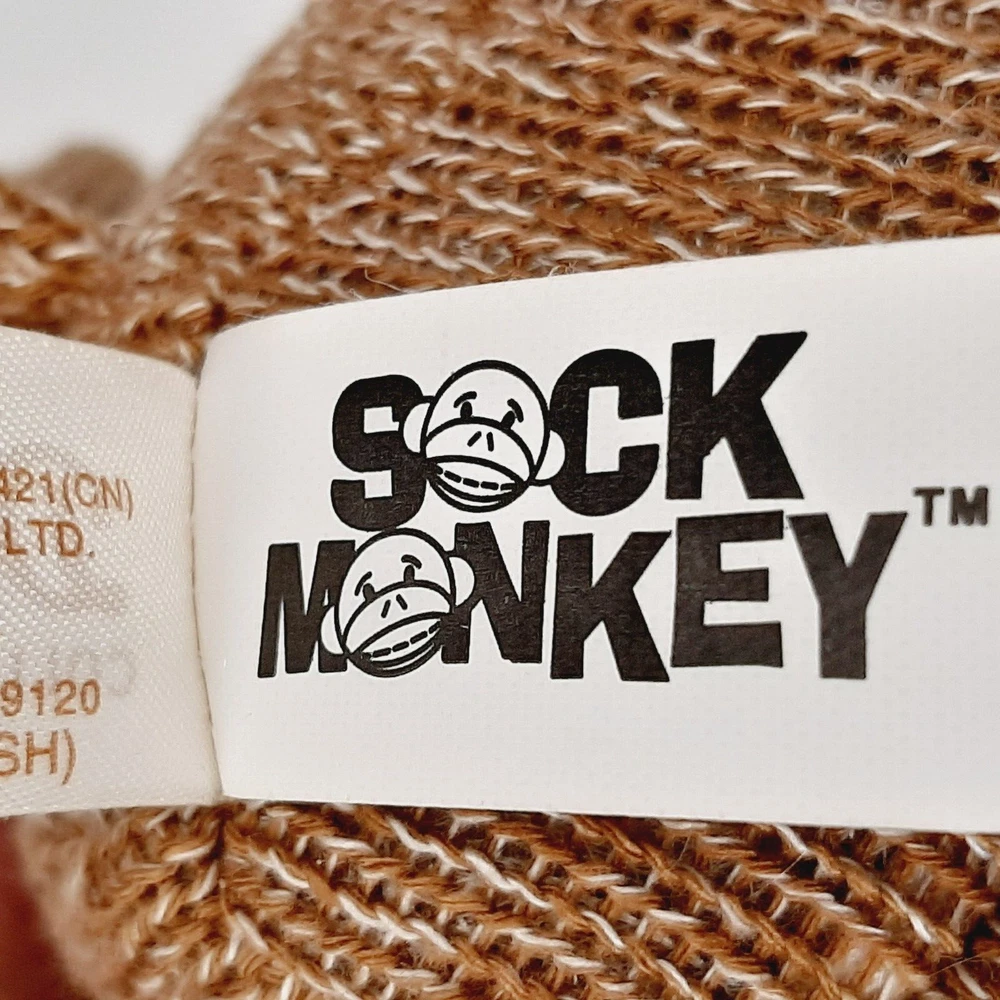 421(CN)
LTD.
9120
SH)
SOCK
MONKEY™